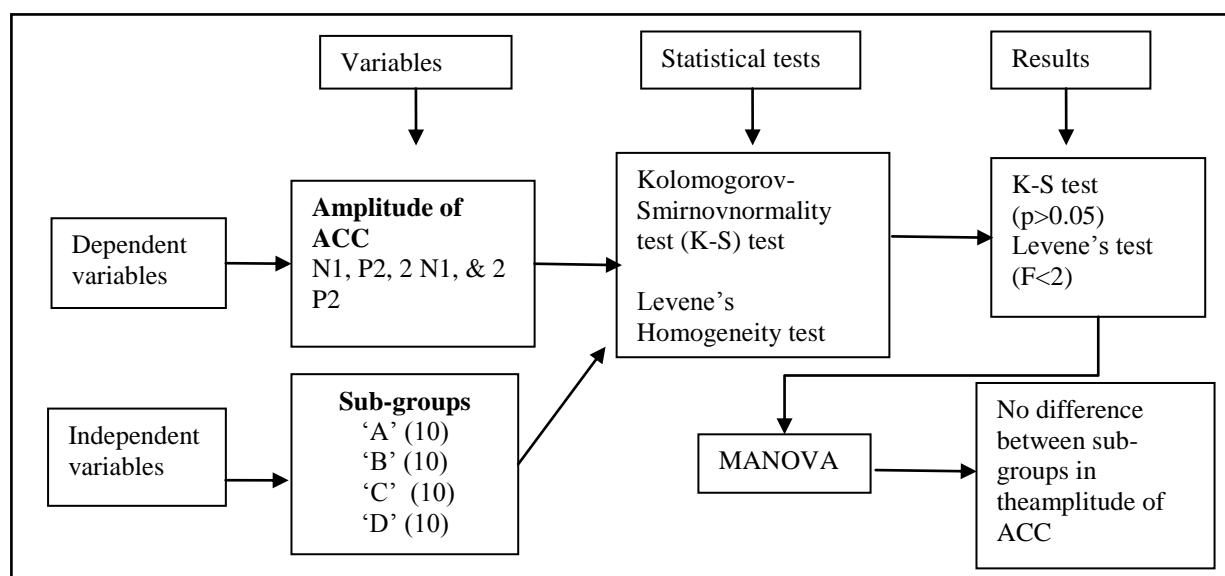 Variables
Statistical tests
Results
Dependent
variables
Amplitude of
ACC
N1, P2, 2 N1, & 2
P2
Kolomogorov-
Smirnovnormality
test (K-S) test
Levene’s
Homogeneity test
K-S test
(p>0.05)
Levene’s test
(F<2)
Independent
variables
Sub-groups
‘A’ (10)
‘B’ (10)
‘C’ (10)
‘D’ (10)
MANOVA
No difference
between sub-
groups in
theamplitude of
ACC